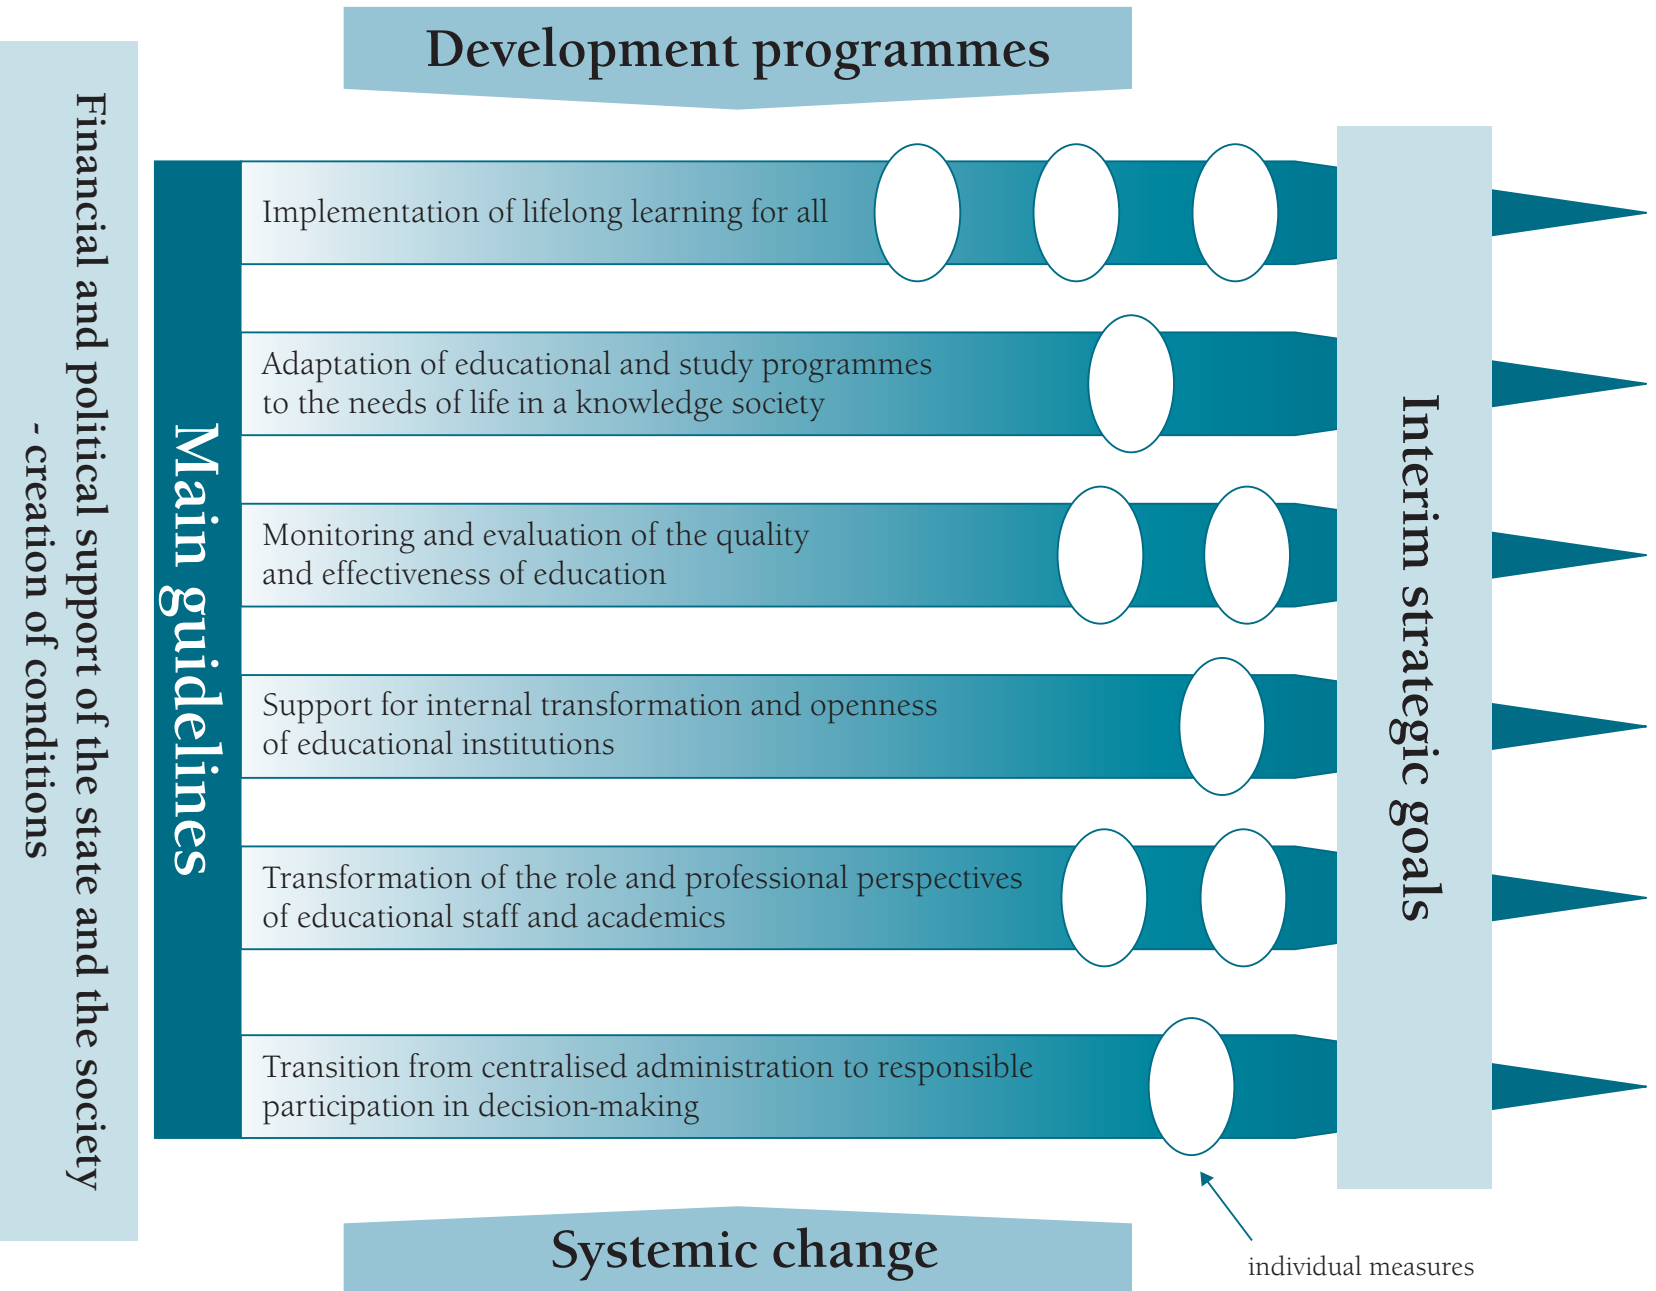 Development programmes
Financial and political support of the state and the society
- creation of conditions
Main guidelines
Implementation of lifelong learning for all
Adaptation of educational and study programmes
to the needs of life in a knowledge society
Monitoring and evaluation of the quality
and effectiveness of education
Support for internal transformation and openness
of educational institutions
Transformation of the role and professional perspectives
of educational staff and academics
Transition from centralised administration to responsible
participation in decision-making
Interim strategic goals
Systemic change
individual measures